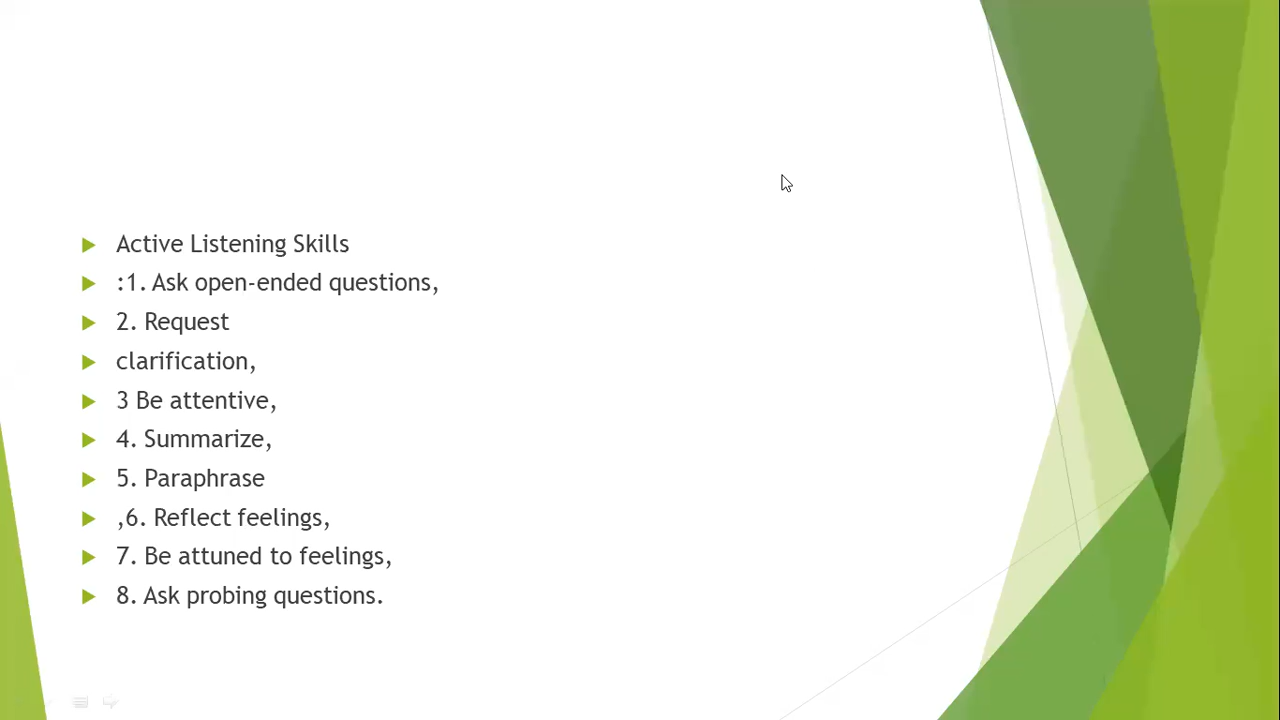 Active Listening Skills
:1. Ask open-ended questions,
2. Request
clarification,
3 Be attentive,
4. Summarize,
5. Paraphrase
,6. Reflect feelings,
7. Be attuned to feelings,
8. Ask probing questions.